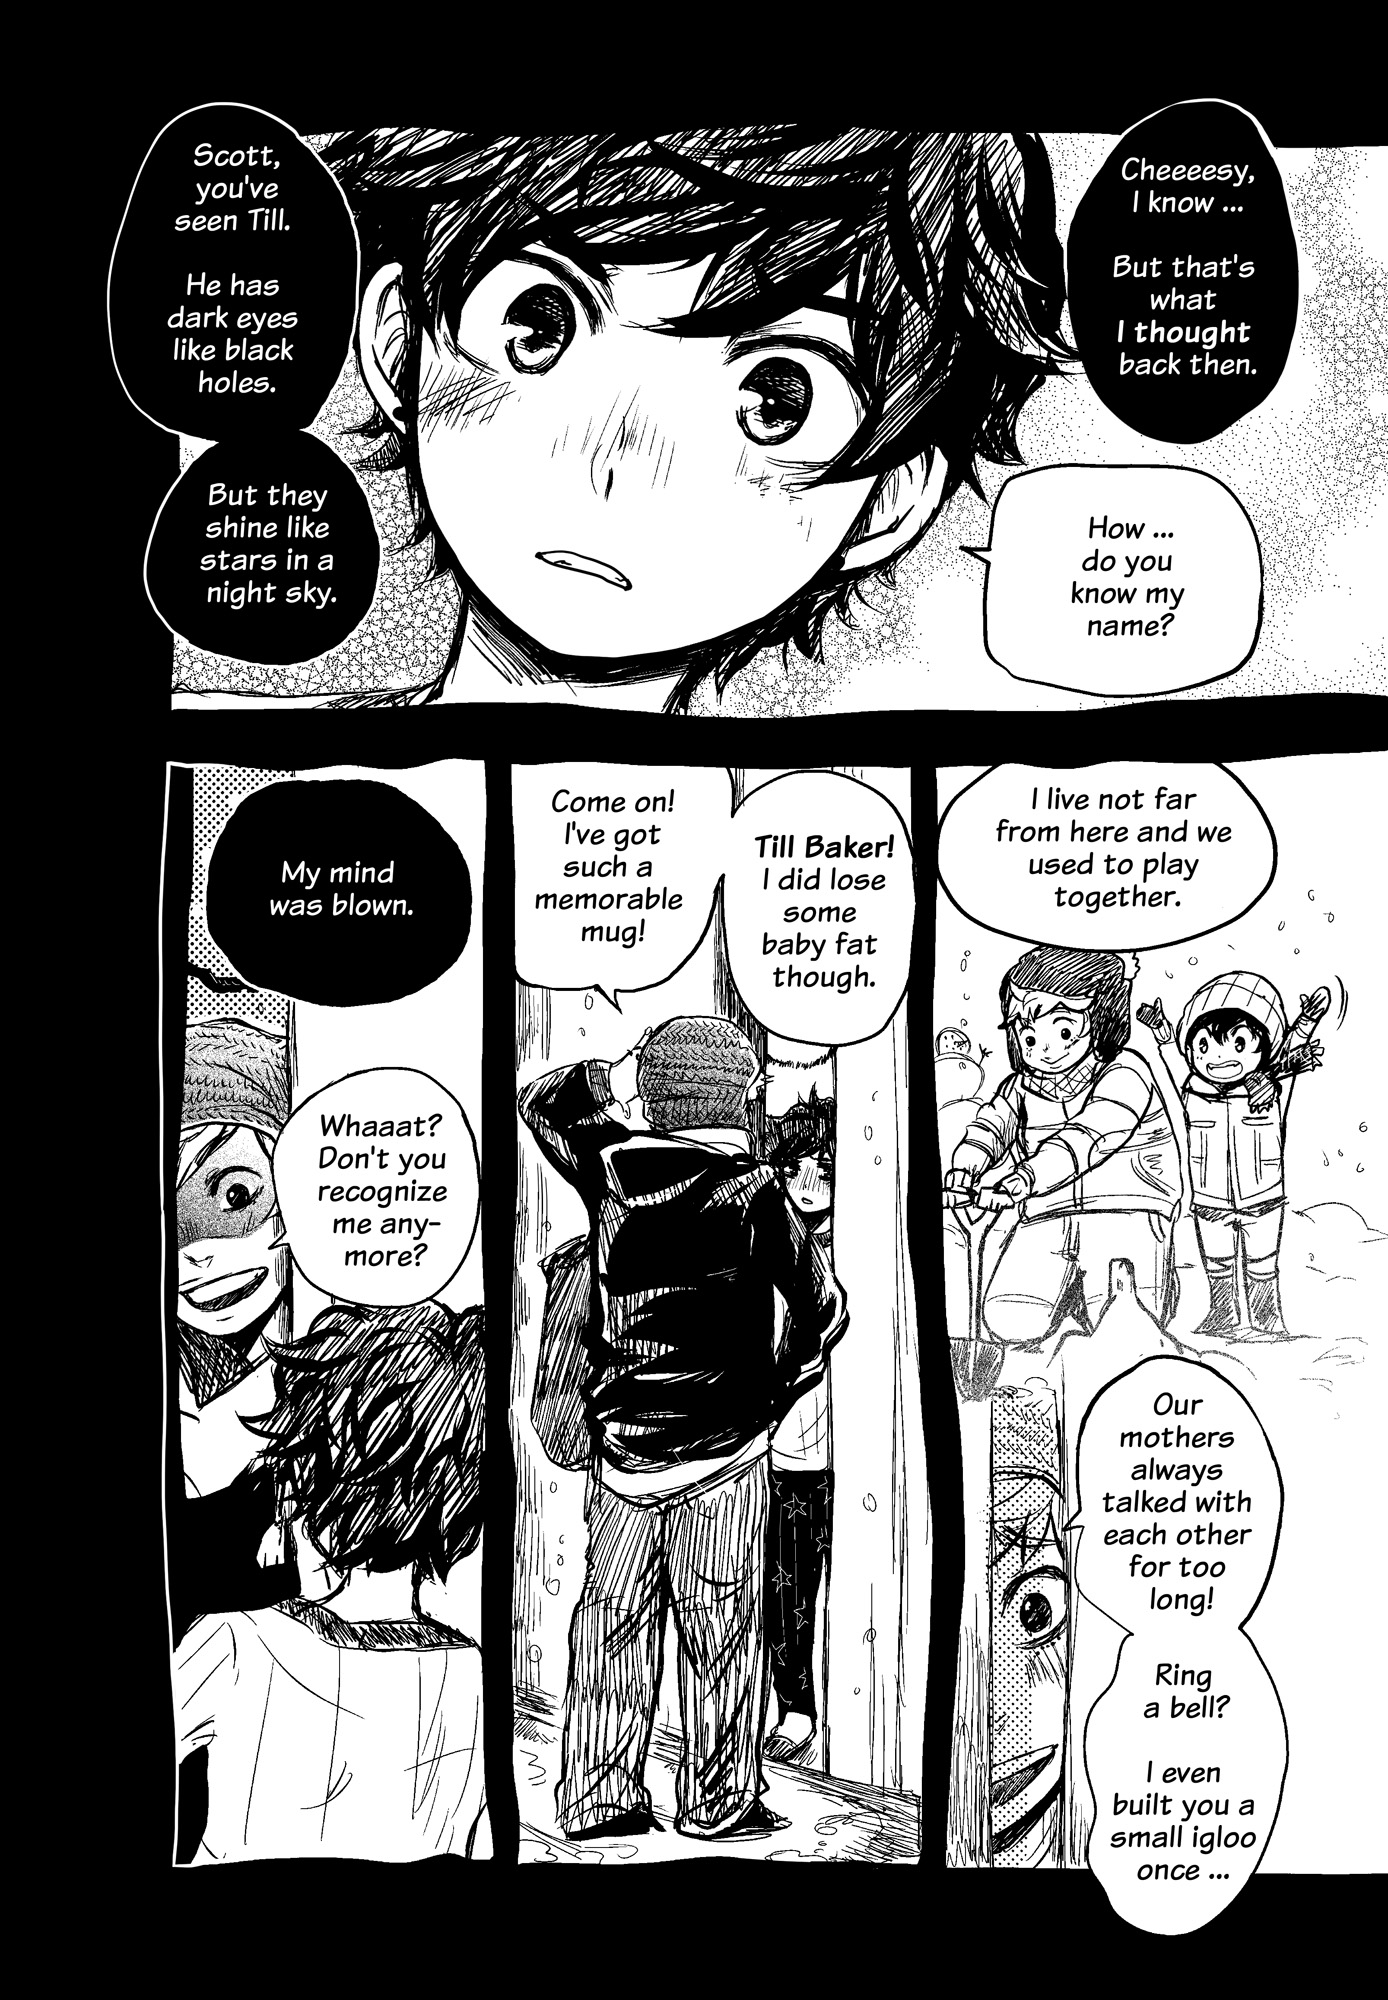 Scott,
you've
seen Till.
He has
dark eyes
like black
holes.
But they
shine like
stars in a
night sky.
Cheeeesy,
I know ...
But that's
what
I thought
back then.
How ...
do you
know my
name?
My mind
was blown.
Whaaat?
Don't you
recognize
me any-
more?
Come on!
I've got
such a
memorable
mug!
Till Baker!
I did lose
some
baby fat
though.
I live not far
from here and we
used to play
together.
Our
mothers
always
talked with
each other
for too
long!
Ring
a bell?
I even
built you a
small igloo
once ...